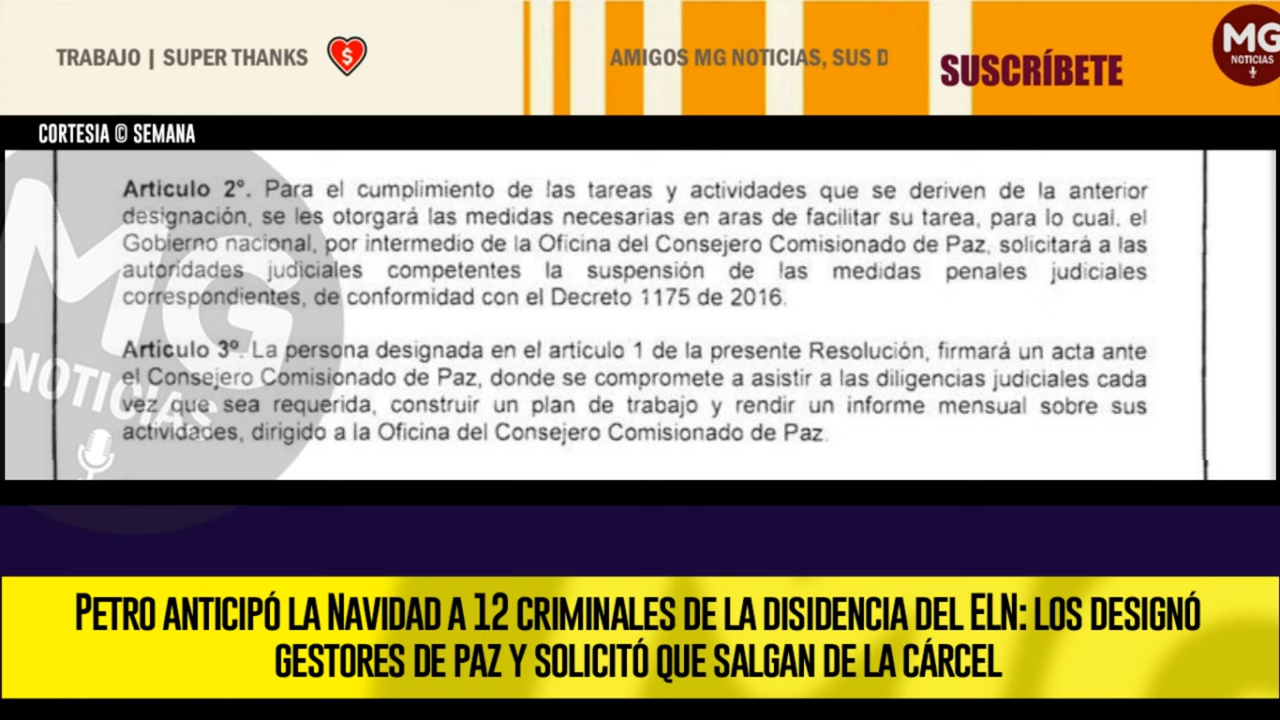 TRABAJO | SUPER THANKS
AMIGOS MG NOTICIAS, SUS D
SUSCRÍBETE
MG
NOTICIAS
CORTESIA © SEMANA
Artículo 2º. Para el cumplimiento de las tareas y actividades que se deriven de la anterior
designación, se les otorgará las medidas necesarias en aras de facilitar su tarea, para lo cual, el
Gobierno nacional, por intermedio de la Oficina del Consejero Comisionado de Paz, solicitará a las
autoridades judiciales competentes la suspensión de las medidas penales judiciales
correspondientes, de conformidad con el Decreto 1175 de 2016.
Artículo 3º. La persona designada en el artículo 1 de la presente Resolución, firmará un acta ante
el Consejero Comisionado de Paz, donde se compromete a asistir a las diligencias judiciales cada
vez que sea requerida, construir un plan de trabajo y rendir un informe mensual sobre sus
actividades, dirigido a la Oficina del Consejero Comisionado de Paz.
MG
NOTICIAS
PETRO ANTICIPÓ LA NAVIDAD A 12 CRIMINALES DE LA DISIDENCIA DEL ELN: LOS DESIGNÓ
GESTORES DE PAZ Y SOLICITÓ QUE SALGAN DE LA CÁRCEL